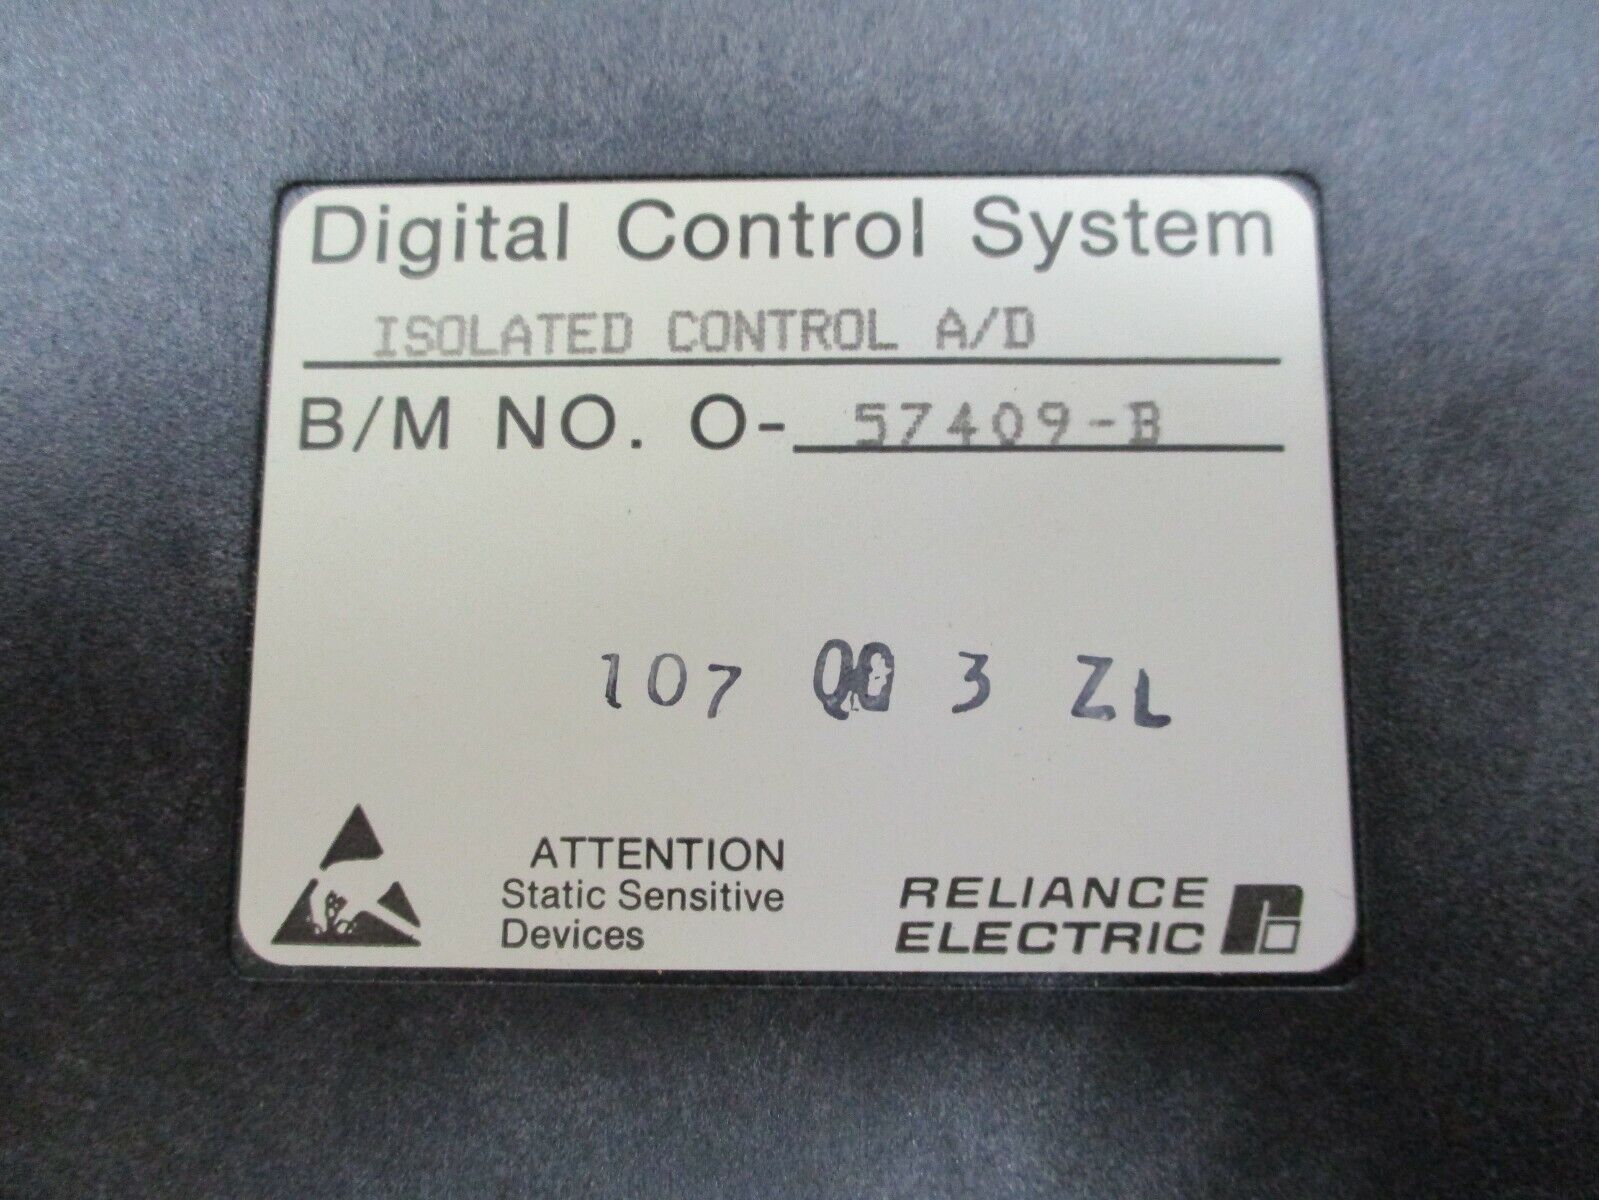 Digital Control System
ISOLATED CONTROL A/D
B/M NO. O- 57409-B
107 3 ZL
ATTENTION
Static Sensitive
Devices
RELIANCE
ELECTRIC